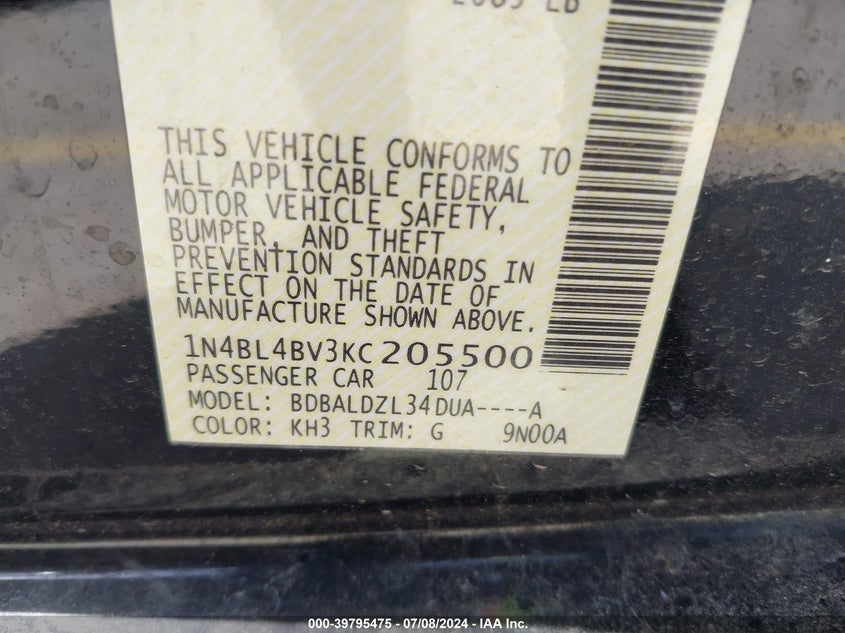 THIS VEHICLE CONFORMS TO
ALL APPLICABLE FEDERAL
MOTOR VEHICLE SAFETY,
BUMPER, AND THEFT
PREVENTION STANDARDS IN
EFFECT ON THE DATE OF
MANUFACTURE SHOWN ABOVE.
1N4BL4BV3KC205500
PASSENGER CAR 107
MODEL: BDBALDZL34DUA----A
COLOR: KH3 TRIM: G 9N00A
000-39795475 - 07/08/2024 - IAA Inc.